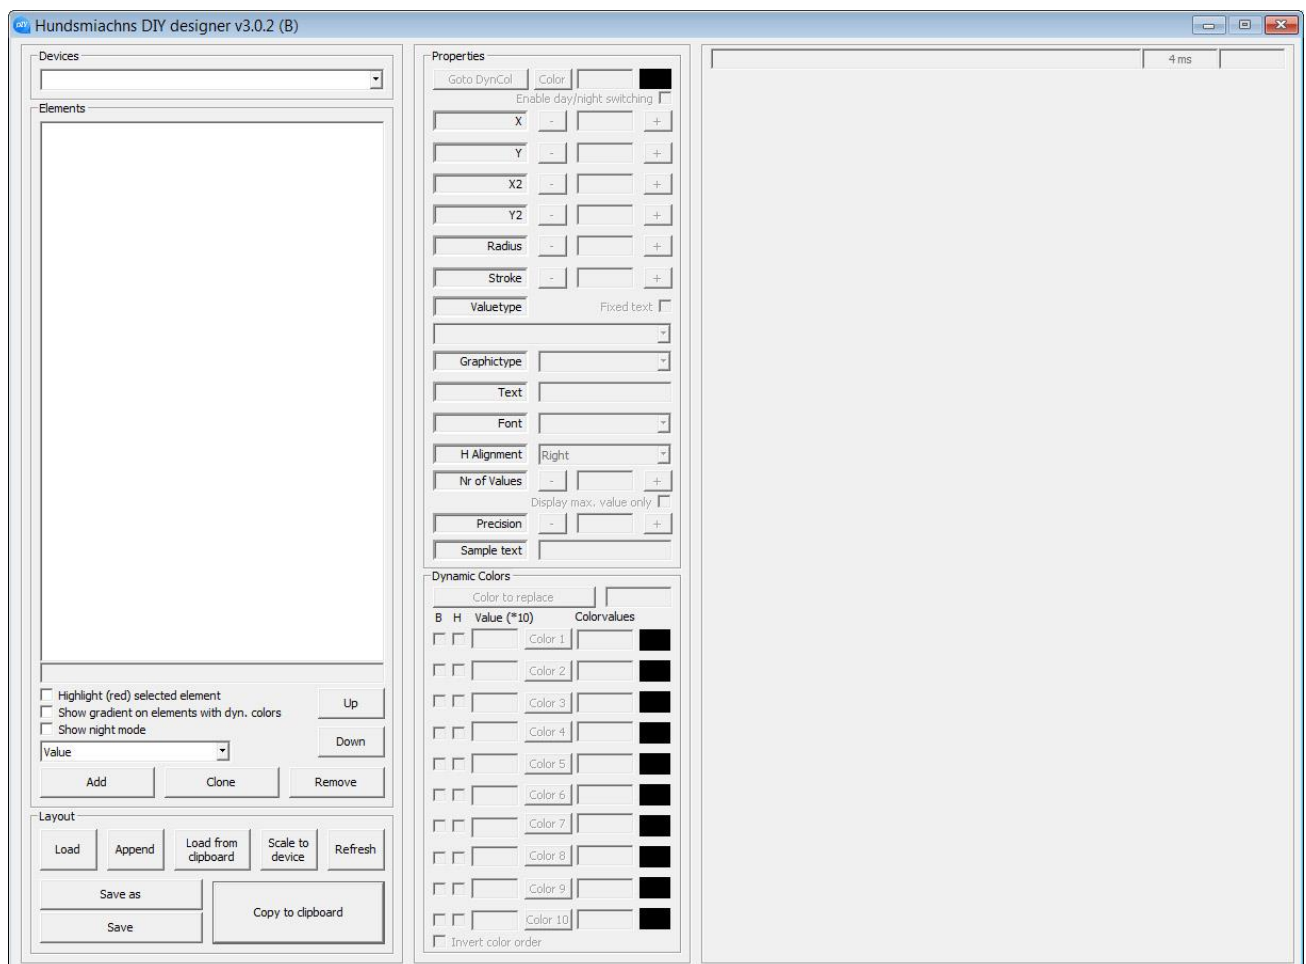 DIY Hundsmiachns DIY designer v3.0.2 (B)
Devices
Elements
Highlight (red) selected element
Show gradient on elements with dyn. colors
Show night mode
Up
Down
Value
Add Clone Remove
Layout
Load Append Load from clipboard Scale to device Refresh
Save as
Save
Copy to clipboard
Properties
Goto DynCol Color
Enable day/night switching
X - +
Y - +
X2 - +
Y2 - +
Radius - +
Stroke - +
Valuetype Fixed text
Graphictype
Text
Font
H Alignment Right
Nr of Values - +
Display max. value only
Precision - +
Sample text
Dynamic Colors
Color to replace
B H Value (*10) Colorvalues
Color 1
Color 2
Color 3
Color 4
Color 5
Color 6
Color 7
Color 8
Color 9
Color 10
Invert color order
4 ms